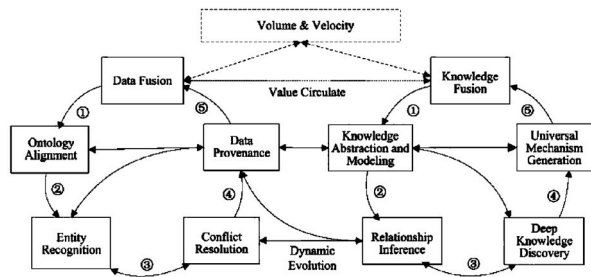 Volume & Velocity
Data Fusion
Knowledge
Fusion
Value Circulate
①
⑤
①
⑤
Ontology
Alignment
Data
Provenance
Knowledge
Abstraction and
Modeling
Universal
Mechanism
Generation
②
④
②
④
Entity
Recognition
Conflict
Resolution
Dynamic
Evolution
Relationship
Inference
Deep
Knowledge
Discovery
③
③